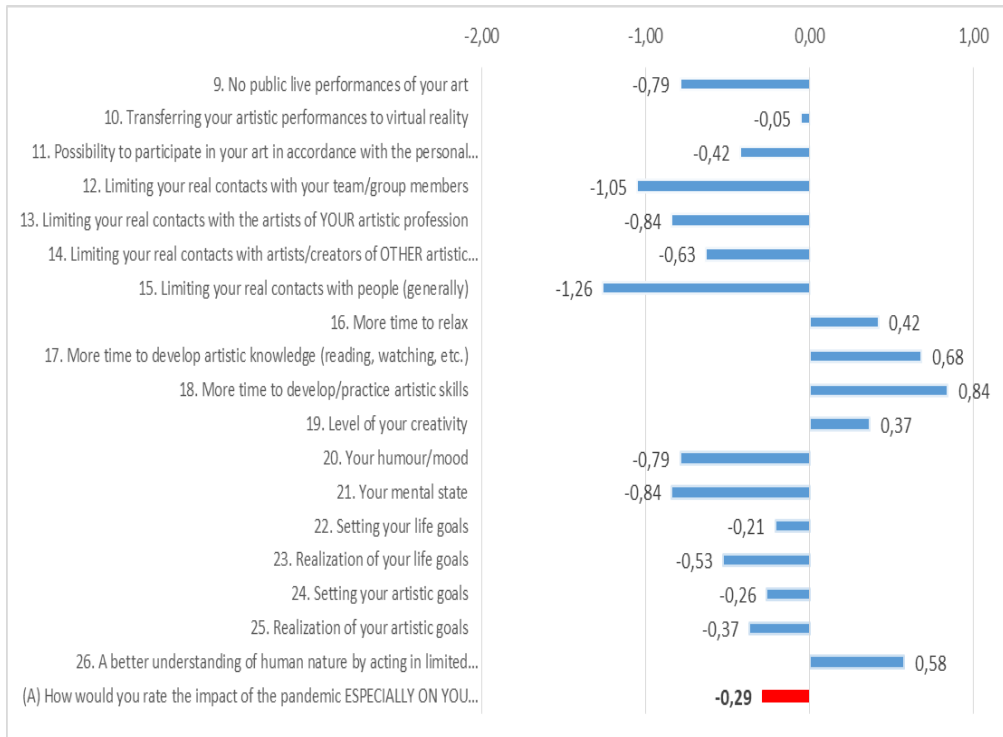 -2,00 -1,00 0,00 1,00
9. No public live performances of your art -0,79
10. Transferring your artistic performances to virtual reality -0,05
11. Possibility to participate in your art in accordance with the personal... -0,42
12. Limiting your real contacts with your team/group members -1,05
13. Limiting your real contacts with the artists of YOUR artistic profession -0,84
14. Limiting your real contacts with artists/creators of OTHER artistic... -0,63
15. Limiting your real contacts with people (generally) -1,26
16. More time to relax 0,42
17. More time to develop artistic knowledge (reading, watching, etc.) 0,68
18. More time to develop/practice artistic skills 0,84
19. Level of your creativity 0,37
20. Your humour/mood -0,79
21. Your mental state -0,84
22. Setting your life goals -0,21
23. Realization of your life goals -0,53
24. Setting your artistic goals -0,26
25. Realization of your artistic goals -0,37
26. A better understanding of human nature by acting in limited... 0,58
(A) How would you rate the impact of the pandemic ESPECIALLY ON YOU... -0,29